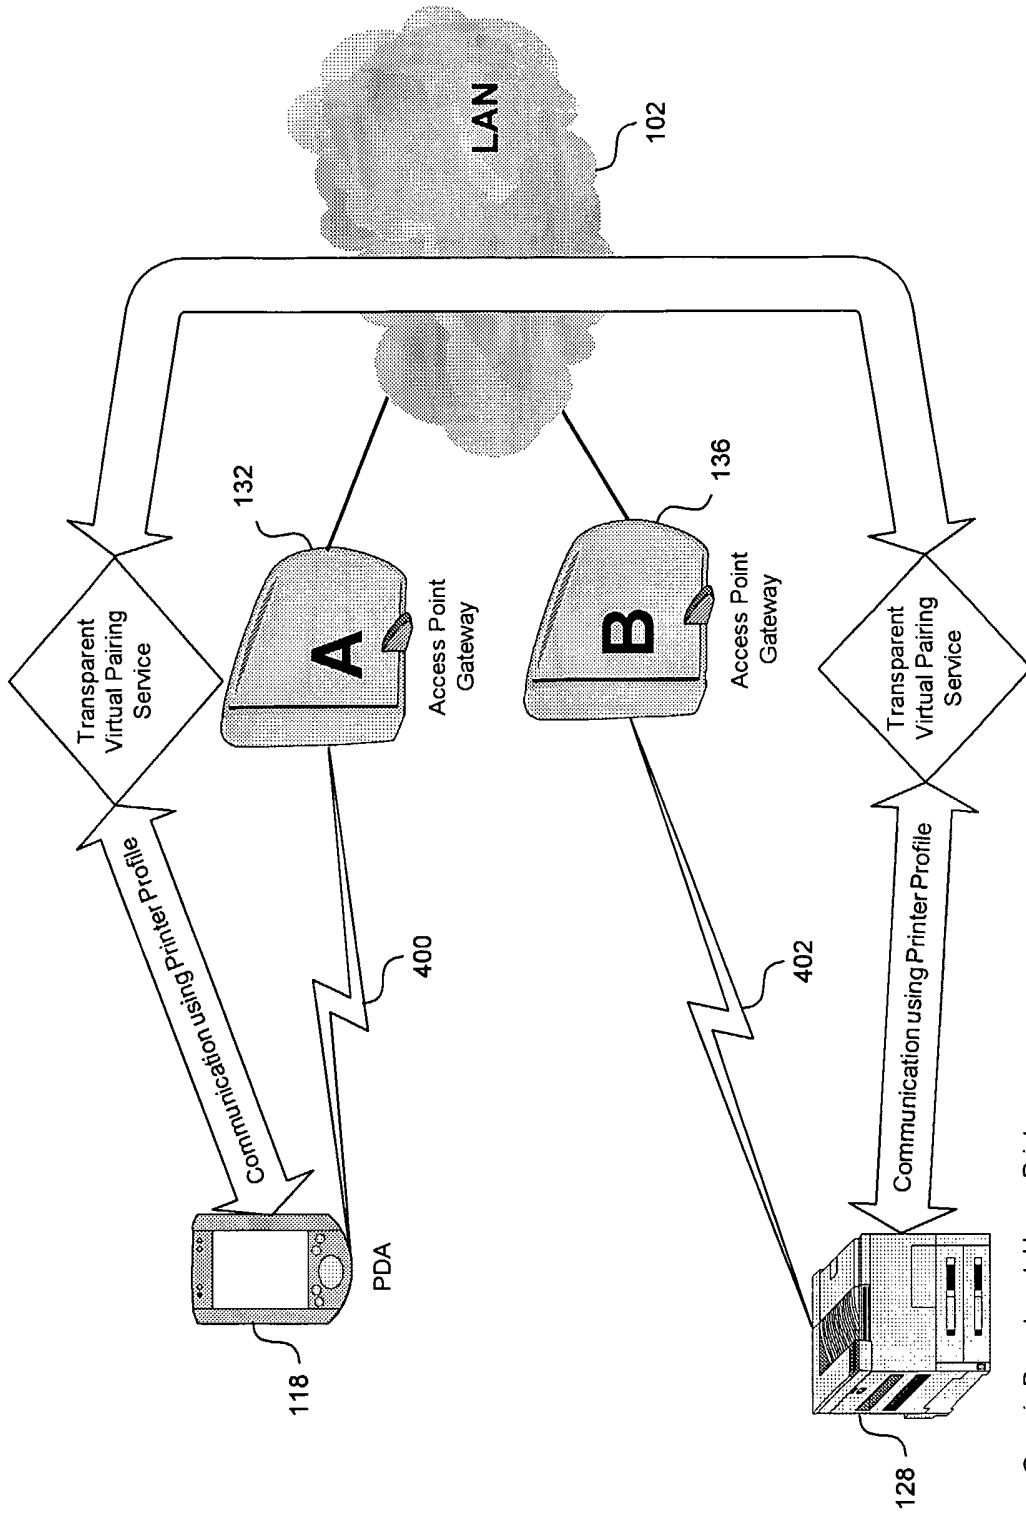 LAN
102
132
136
Transparent
Virtual Pairing
Service
A
Access Point
Gateway
B
Access Point
Gateway
Transparent
Virtual Pairing
Service
Communication using Printer Profile
400
402
Communication using Printer Profile
PDA
118
128